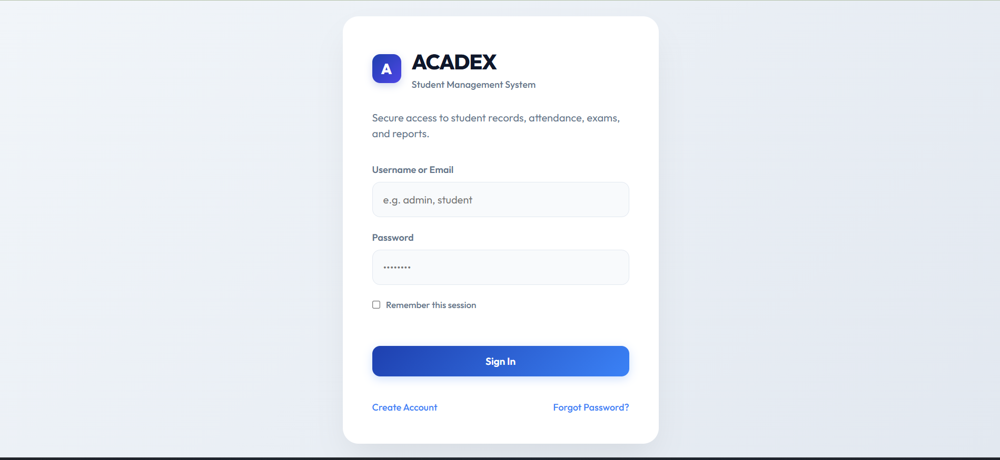 A
ACADEX
Student Management System
Secure access to student records, attendance, exams,
and reports.
Username or Email
e.g. admin, student
Password
••••••••
Remember this session
Sign In
Create Account
Forgot Password?